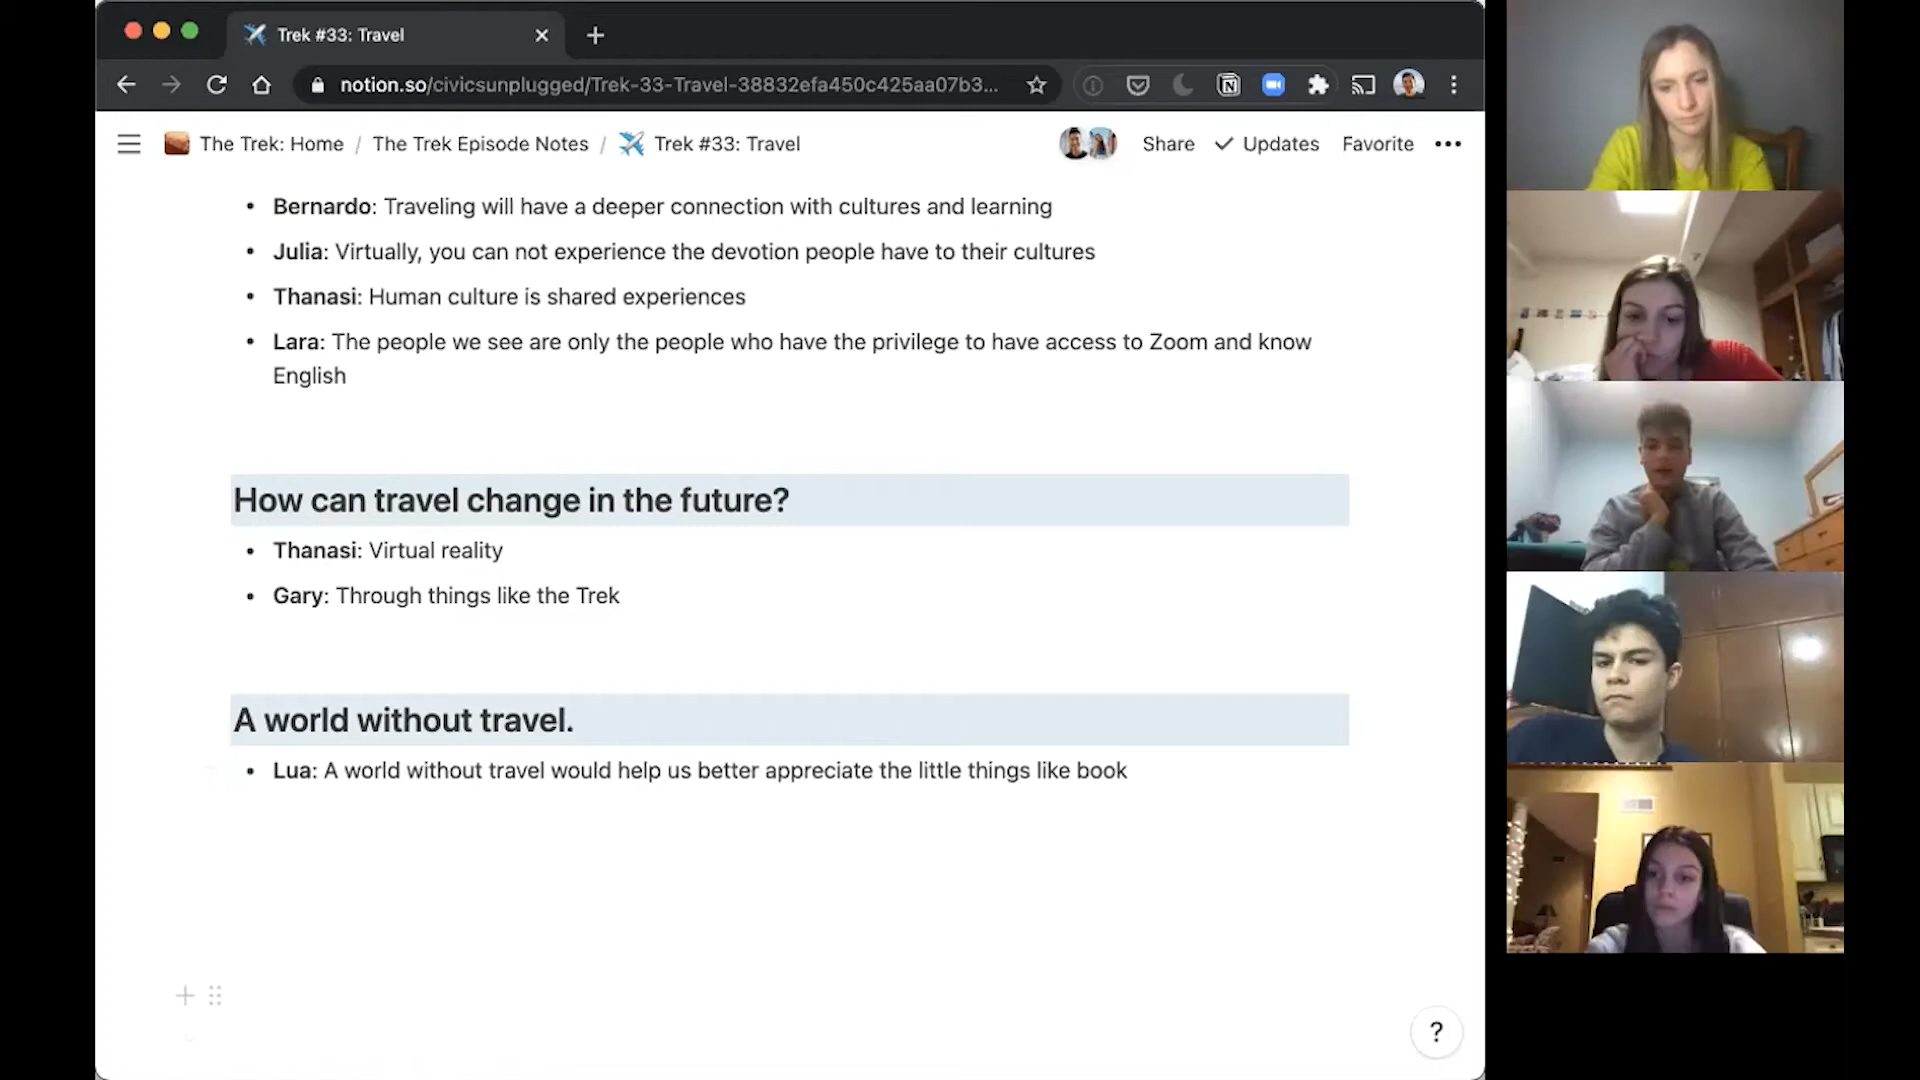 Trek #33: Travel
notion.so/civicsunplugged/Trek-33-Travel-38832efa450c425aa07b3...
The Trek: Home / The Trek Episode Notes / Trek #33: Travel
Share Updates Favorite
• Bernardo: Traveling will have a deeper connection with cultures and learning
• Julia: Virtually, you can not experience the devotion people have to their cultures
• Thanasi: Human culture is shared experiences
• Lara: The people we see are only the people who have the privilege to have access to Zoom and know
English
How can travel change in the future?
• Thanasi: Virtual reality
• Gary: Through things like the Trek
A world without travel.
• Lua: A world without travel would help us better appreciate the little things like book
?